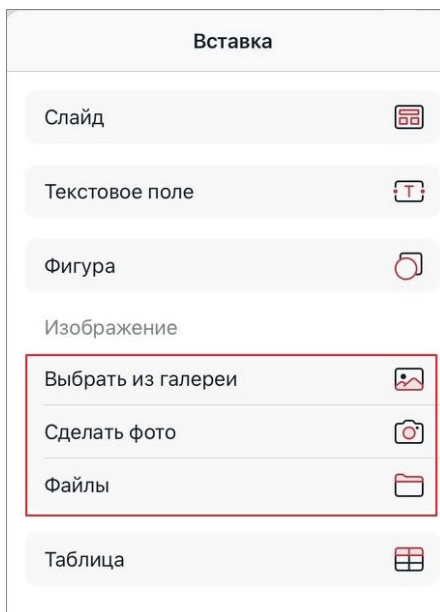 Вставка
Слайд
Текстовое поле
T
Фигура
Изображение
Выбрать из галереи
Сделать фото
Файлы
Таблица